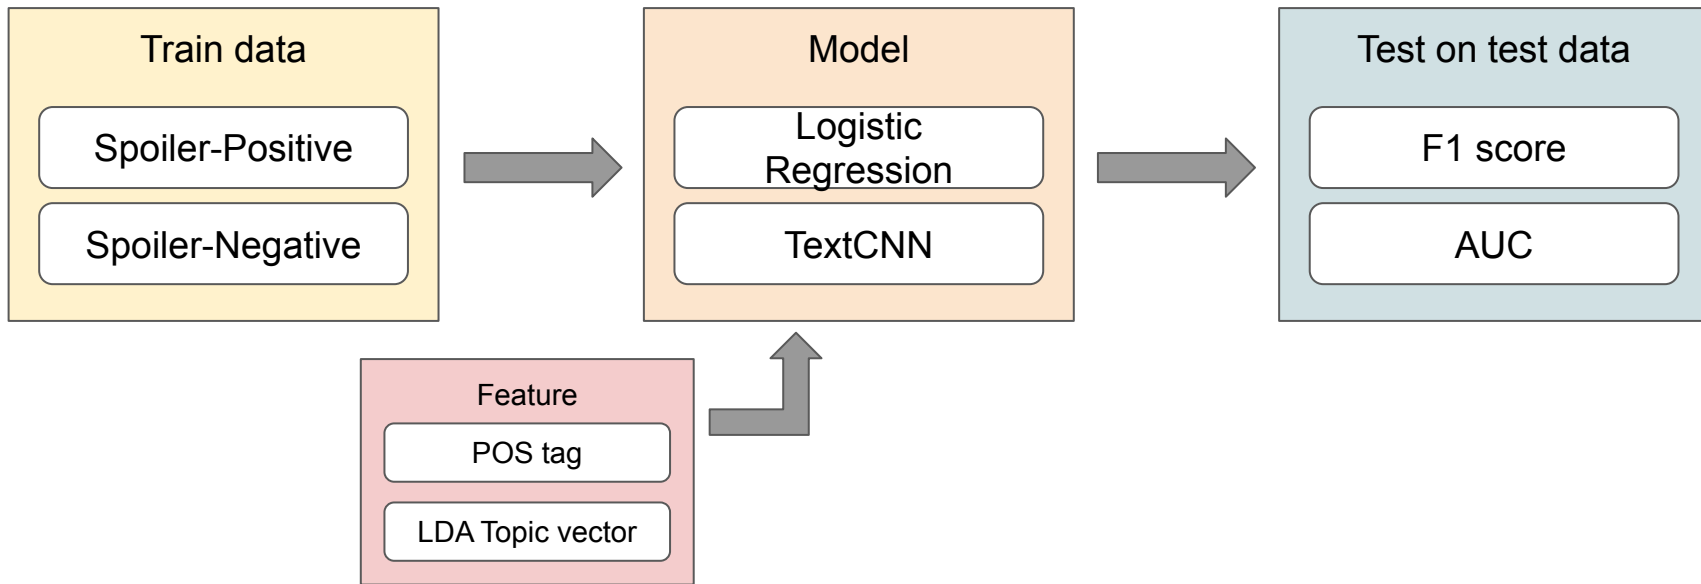 Train data
Spoiler-Positive
Spoiler-Negative
Model
Logistic
Regression
TextCNN
Test on test data
F1 score
AUC
Feature
POS tag
LDA Topic vector